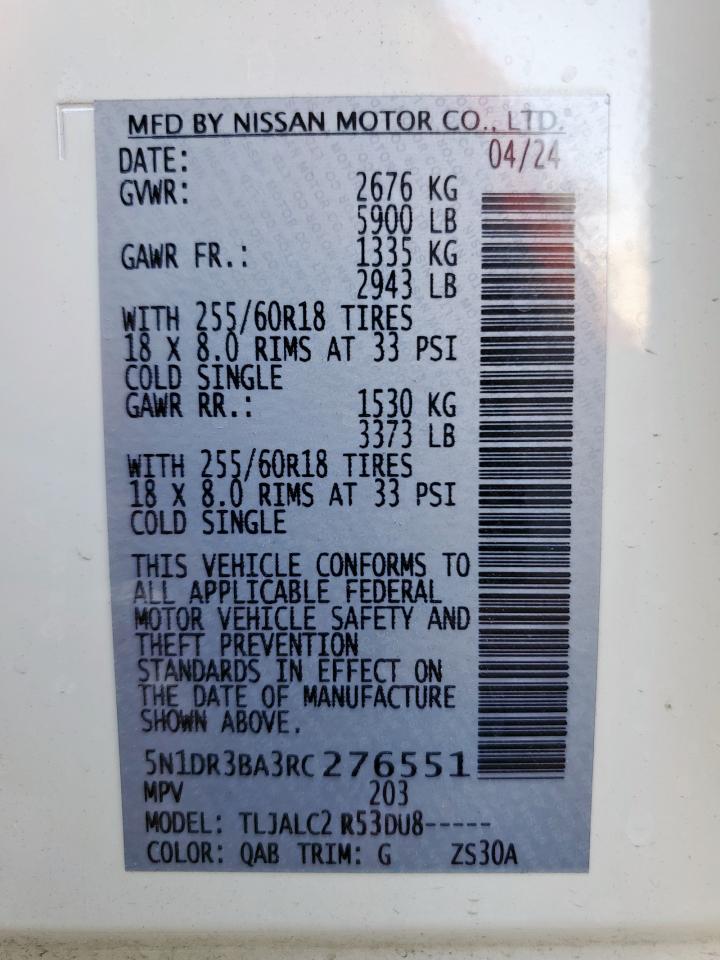 MFD BY NISSAN MOTOR CO., LTD.
DATE: 04/24
GVWR: 2676 KG
5900 LB
GAWR FR.: 1335 KG
2943 LB
WITH 255/60R18 TIRES
18 X 8.0 RIMS AT 33 PSI
COLD SINGLE
GAWR RR.: 1530 KG
3373 LB
WITH 255/60R18 TIRES
18 X 8.0 RIMS AT 33 PSI
COLD SINGLE
THIS VEHICLE CONFORMS TO
ALL APPLICABLE FEDERAL
MOTOR VEHICLE SAFETY AND
THEFT PREVENTION
STANDARDS IN EFFECT ON
THE DATE OF MANUFACTURE
SHOWN ABOVE.
5N1DR3BA3RC276551
MPV 203
MODEL: TLJALC2 R53DU8-----
COLOR: QAB TRIM: G ZS30A